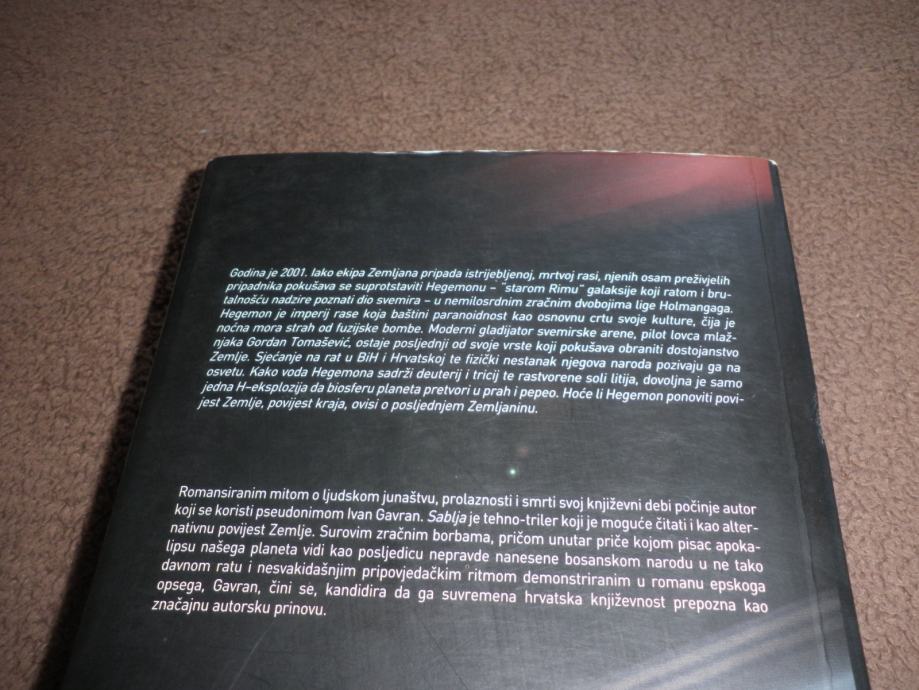 Godina je 2001. Iako ekipa Zemljana pripada istrijebljenoj, mrtvoj rasi, njenih osam preživjelih
pripadnika pokušava se suprotstaviti Hegemonu – "starom Rimu" galaksije koji ratom i bru-
talnošću nadzire poznati dio svemira – u nemilosrdnim zračnim dvobojima lige Holmangaga.
Hegemon je imperij rase koja baštini paranoidnost kao osnovnu crtu svoje kulture, čija je
noćna mora strah od fuzijske bombe. Moderni gladijator svemirske arene, pilot lovca mlaž-
njaka Gordan Tomašević, ostaje posljednji od svoje vrste koji pokušava obraniti dostojanstvo
Zemlje. Sjećanje na rat u BiH i Hrvatskoj te fizički nestanak njegova naroda pozivaju ga na
osvetu. Kako voda Hegemona sadrži deuterij i tricij te rastvorene soli litija, dovoljna je samo
jedna H-eksplozija da biosferu planeta pretvori u prah i pepeo. Hoće li Hegemon ponoviti povi-
jest Zemlje, povijest kraja, ovisi o posljednjem Zemljaninu.
Romansiranim mitom o ljudskom junaštvu, prolaznosti i smrti svoj književni debi počinje autor
koji se koristi pseudonimom Ivan Gavran. Sablja je tehno-triler koji je moguće čitati i kao alter-
nativnu povijest Zemlje. Surovim zračnim borbama, pričom unutar priče kojom pisac apoka-
lipsu našega planeta vidi kao posljedicu nepravde nanesene bosanskom narodu u ne tako
davnom ratu i nesvakidašnjim pripovjedačkim ritmom demonstriranim u romanu epskoga
opsega, Gavran, čini se, kandidira da ga suvremena hrvatska književnost prepozna kao
značajnu autorsku prinovu.